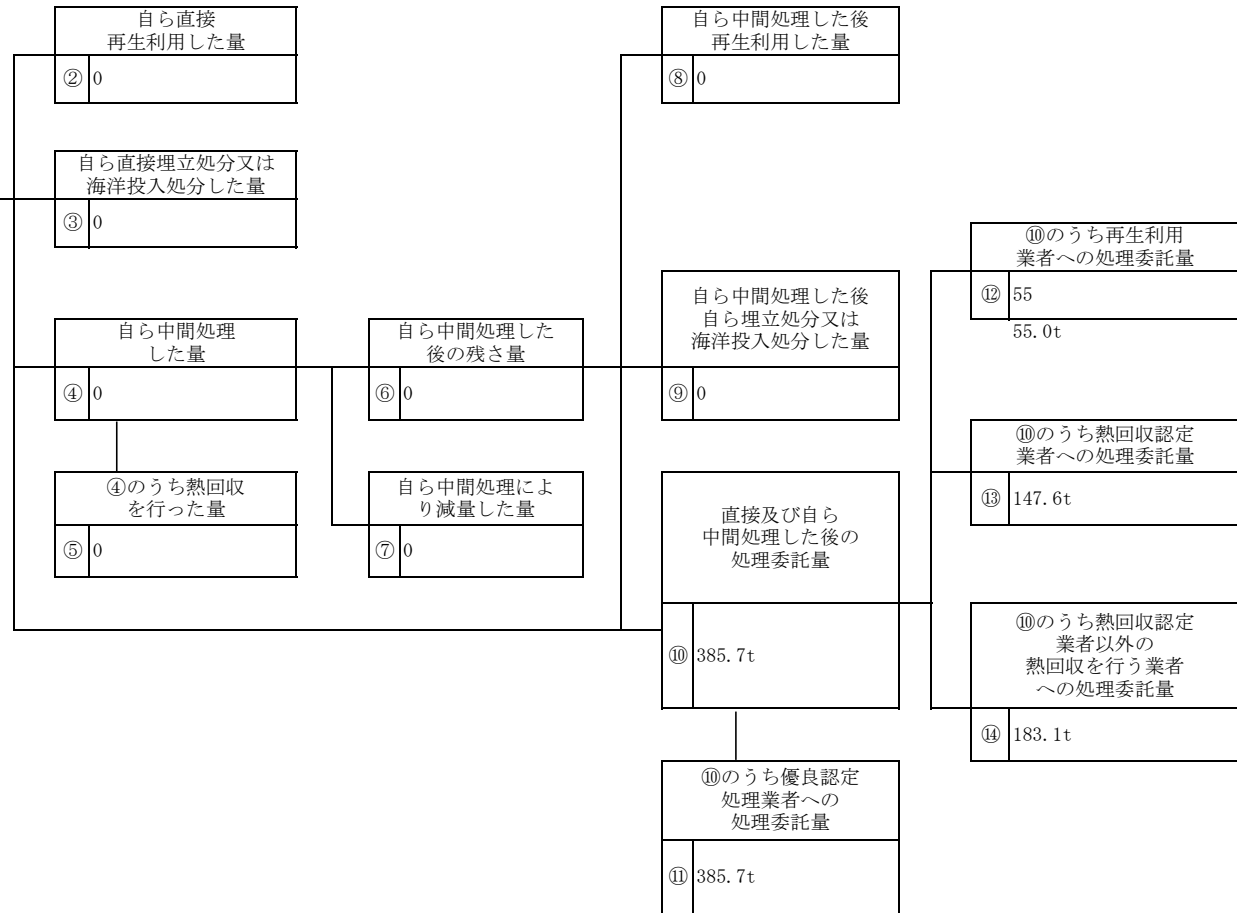 自ら直接
再生利用した量
② 0
自ら中間処理した後
再生利用した量
⑧ 0
自ら直接埋立処分又は
海洋投入処分した量
③ 0
⑩のうち再生利用
業者への処理委託量
⑫ 55
55.0t
自ら中間処理
した量
④ 0
自ら中間処理した
後の残さ量
⑥ 0
自ら中間処理した後
自ら埋立処分又は
海洋投入処分した量
⑨ 0
⑩のうち熱回収認定
業者への処理委託量
⑬ 147.6t
④のうち熱回収
を行った量
⑤ 0
自ら中間処理によ
り減量した量
⑦ 0
直接及び自ら
中間処理した後の
処理委託量
⑩ 385.7t
⑩のうち熱回収認定
業者以外の
熱回収を行う業者
への処理委託量
⑭ 183.1t
⑩のうち優良認定
処理業者への
処理委託量
⑪ 385.7t